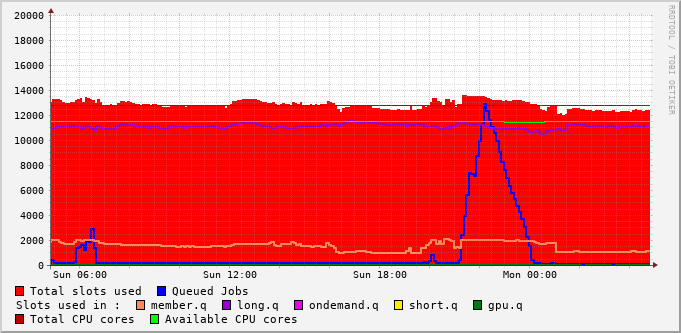 20000
18000
16000
14000
12000
10000
8000
6000
4000
2000
0
Sun 06:00 Sun 12:00 Sun 18:00 Mon 00:00
RRDTOOL / TOBI OETIKER
Total slots used Queued Jobs
Slots used in : member.q long.q ondemand.q short.q gpu.q
Total CPU cores Available CPU cores